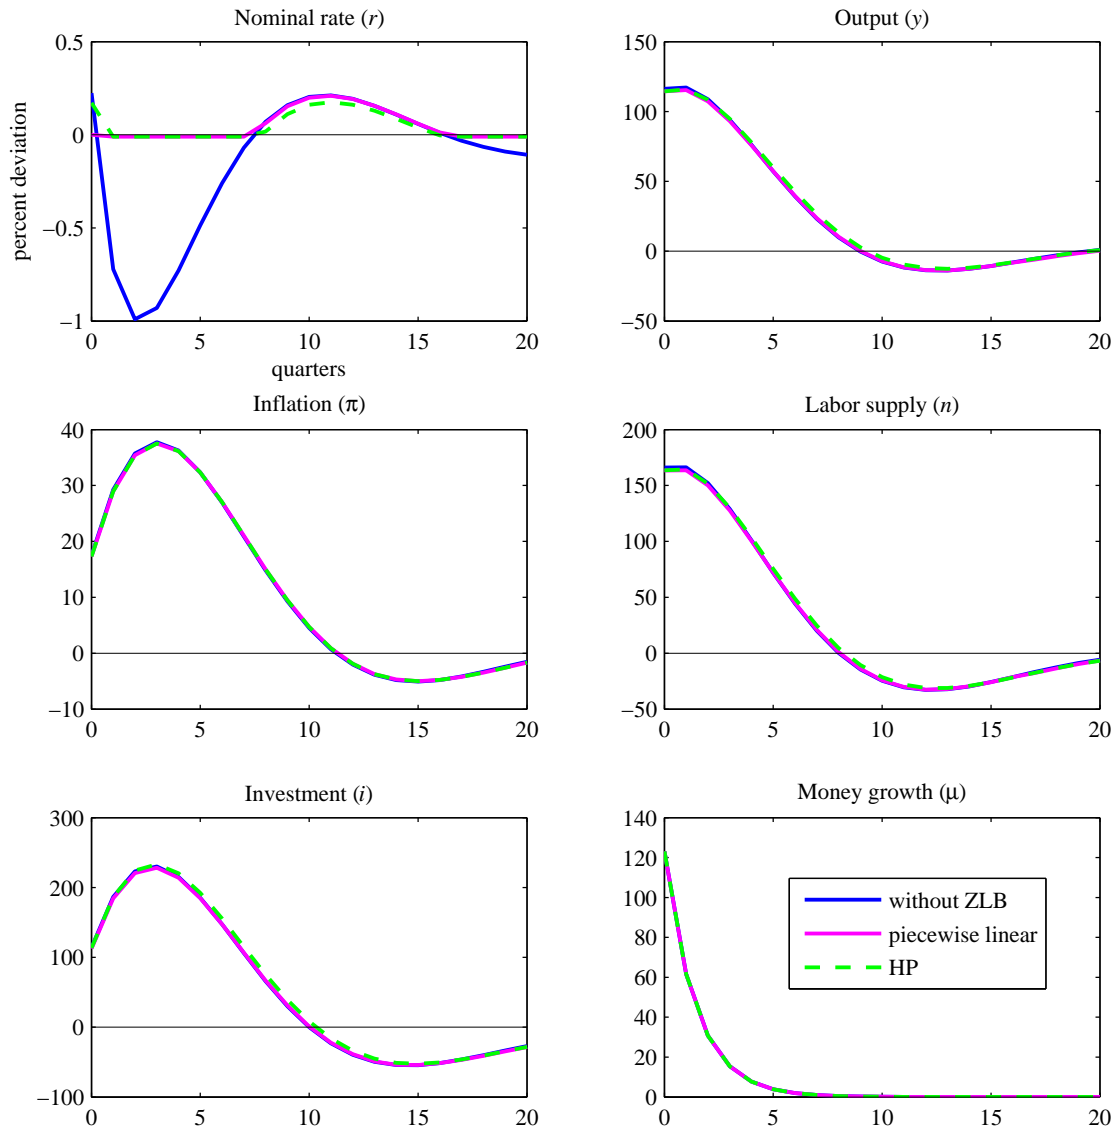 Nominal rate (r)
percent deviation
0.5
0
−0.5
−1
0 5 10 15 20
quarters
Output (y)
150
100
50
0
−50
0 5 10 15 20
Inflation (π)
40
30
20
10
0
−10
0 5 10 15 20
Labor supply (n)
200
150
100
50
0
−50
0 5 10 15 20
Investment (i)
300
200
100
0
−100
0 5 10 15 20
Money growth (μ)
140
120
100
80
60
40
20
0
0 5 10 15 20
without ZLB
piecewise linear
HP